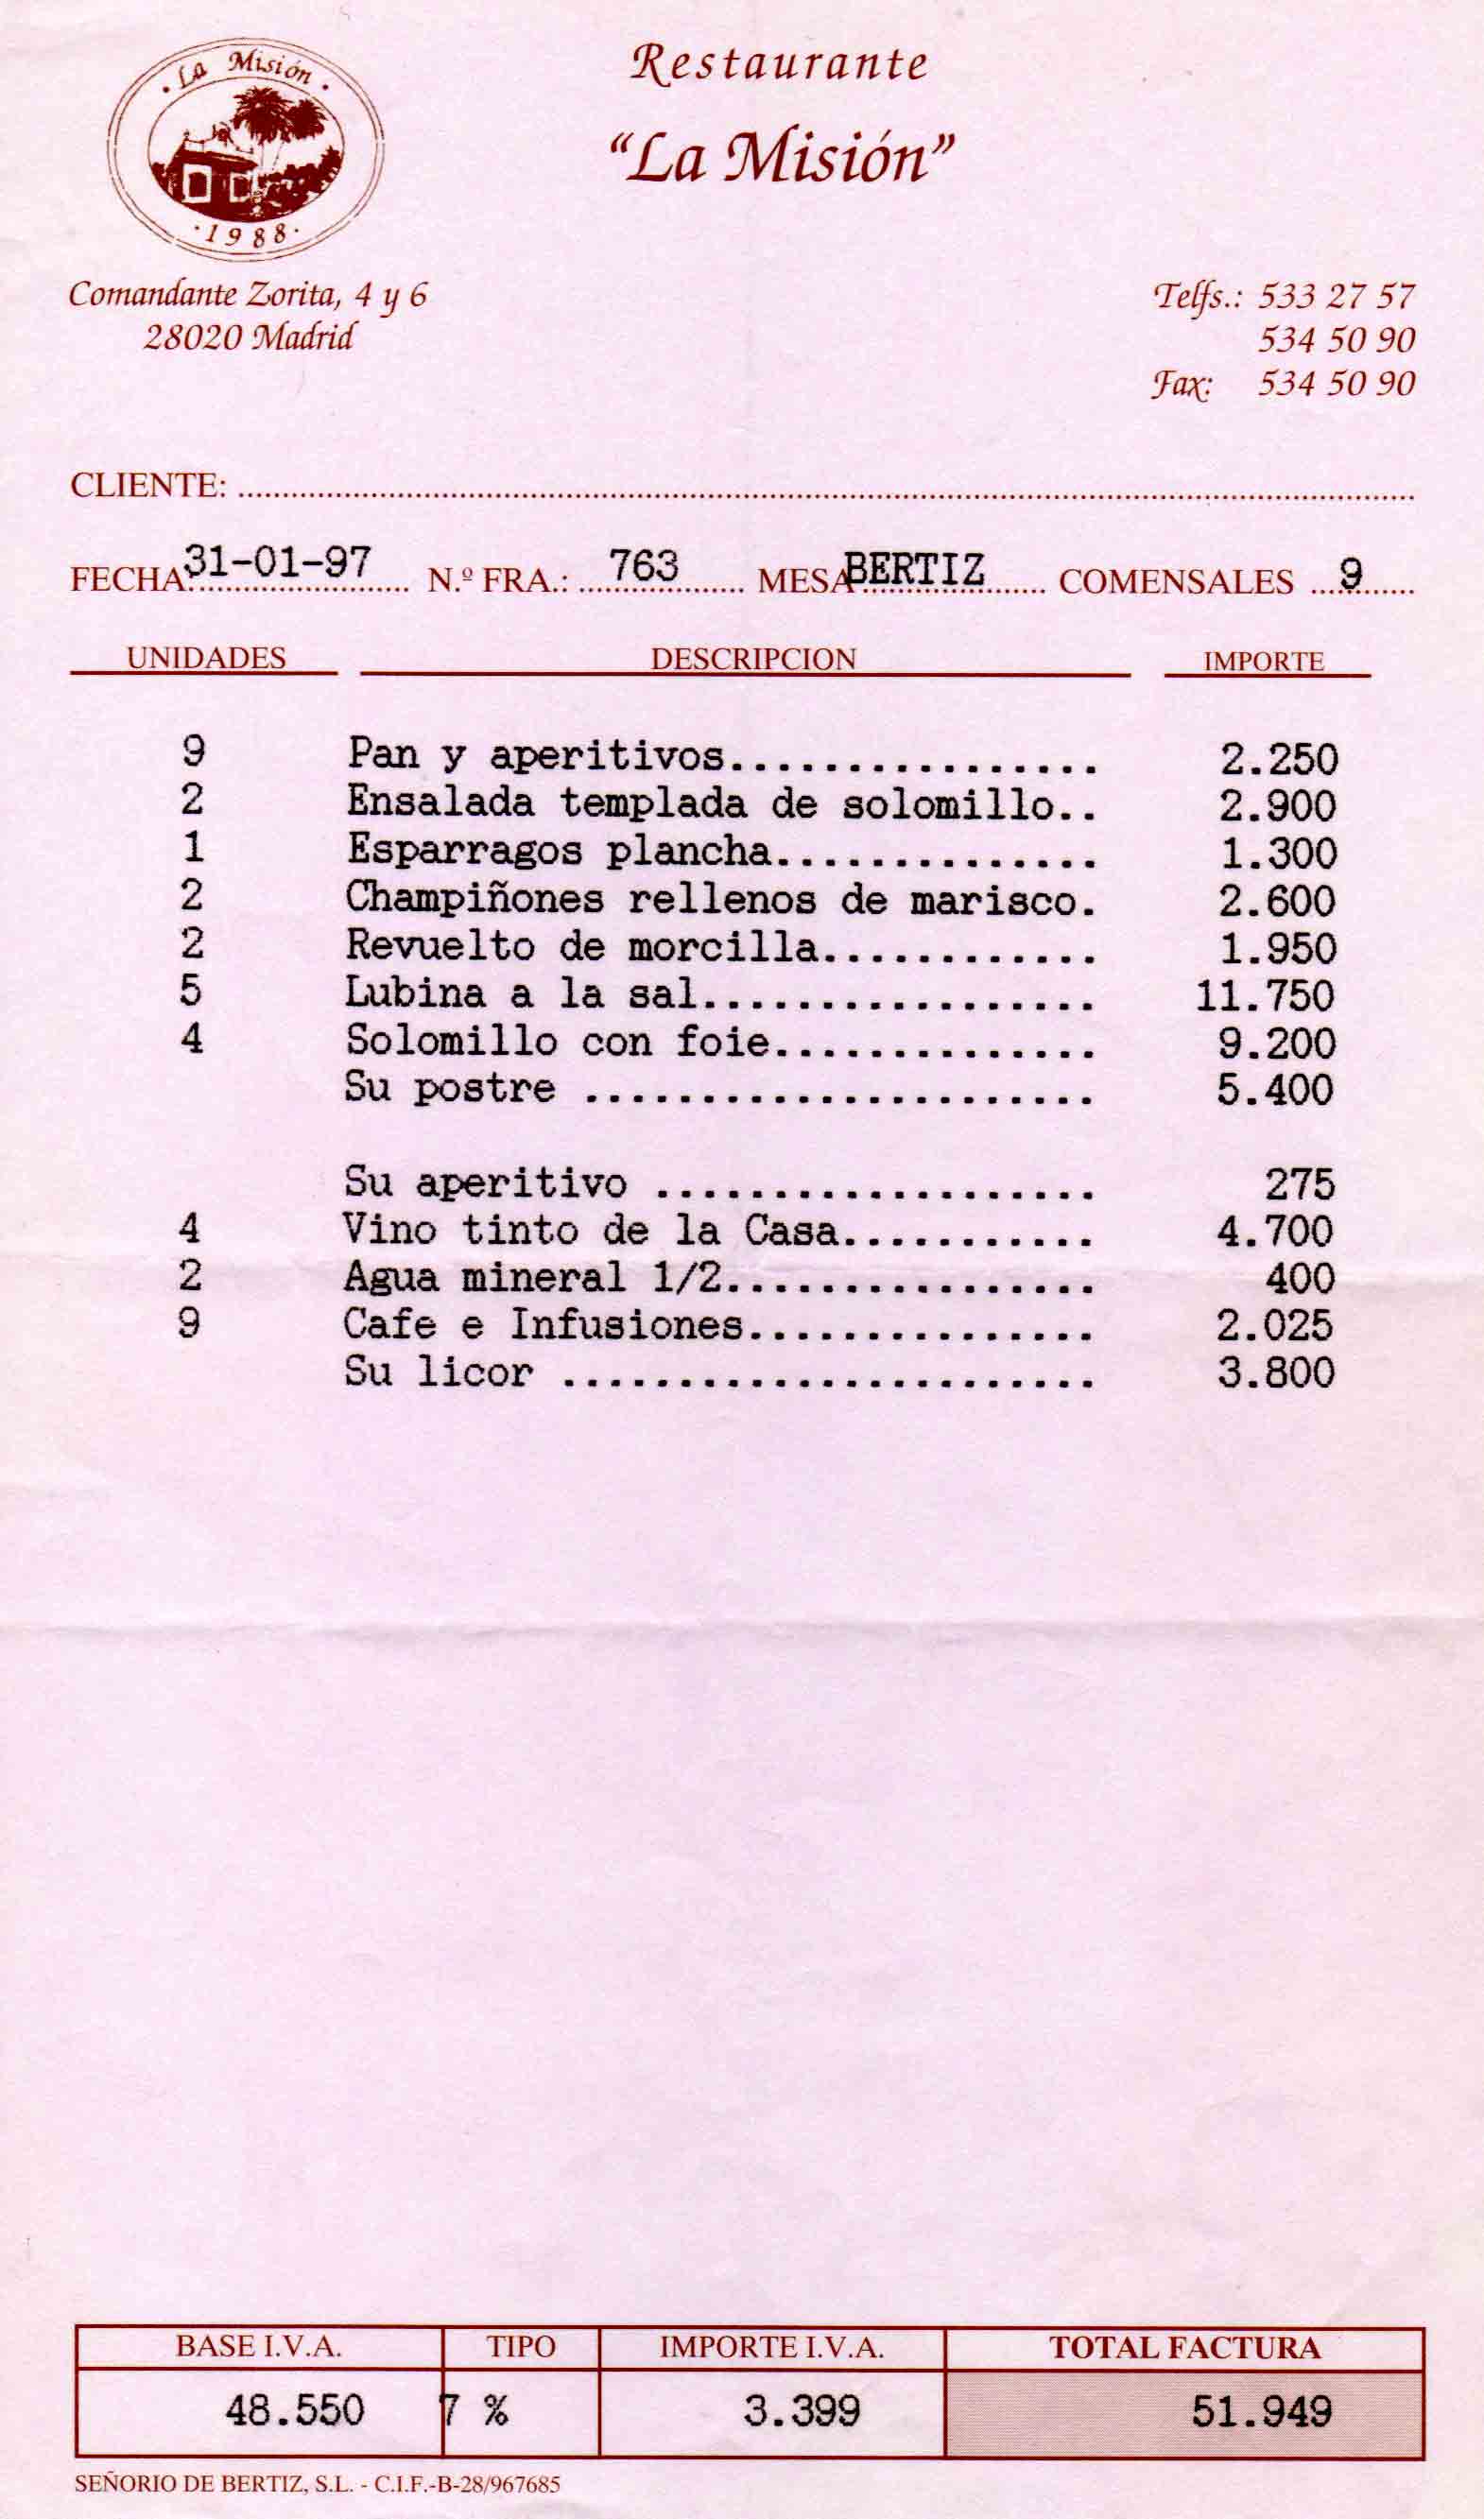 · La Misión ·
· 1988 ·
Restaurante
“La Misión”
Comandante Zorita, 4 y 6
28020 Madrid
Telfs.: 533 27 57
534 50 90
Fax: 534 50 90
CLIENTE: ........................................
FECHA: 31-01-97 N.º FRA.: 763 MESA BERTIZ COMENSALES 9
UNIDADES DESCRIPCION IMPORTE
9 Pan y aperitivos................ 2.250
2 Ensalada templada de solomillo.. 2.900
1 Esparragos plancha.............. 1.300
2 Champiñones rellenos de marisco. 2.600
2 Revuelto de morcilla............ 1.950
5 Lubina a la sal................. 11.750
4 Solomillo con foie.............. 9.200
Su postre ...................... 5.400
Su aperitivo ................... 275
4 Vino tinto de la Casa........... 4.700
2 Agua mineral 1/2................ 400
9 Cafe e Infusiones............... 2.025
Su licor ....................... 3.800
BASE I.V.A. TIPO IMPORTE I.V.A. TOTAL FACTURA
48.550 7 % 3.399 51.949
SEÑORIO DE BERTIZ, S.L. - C.I.F.-B-28/967685